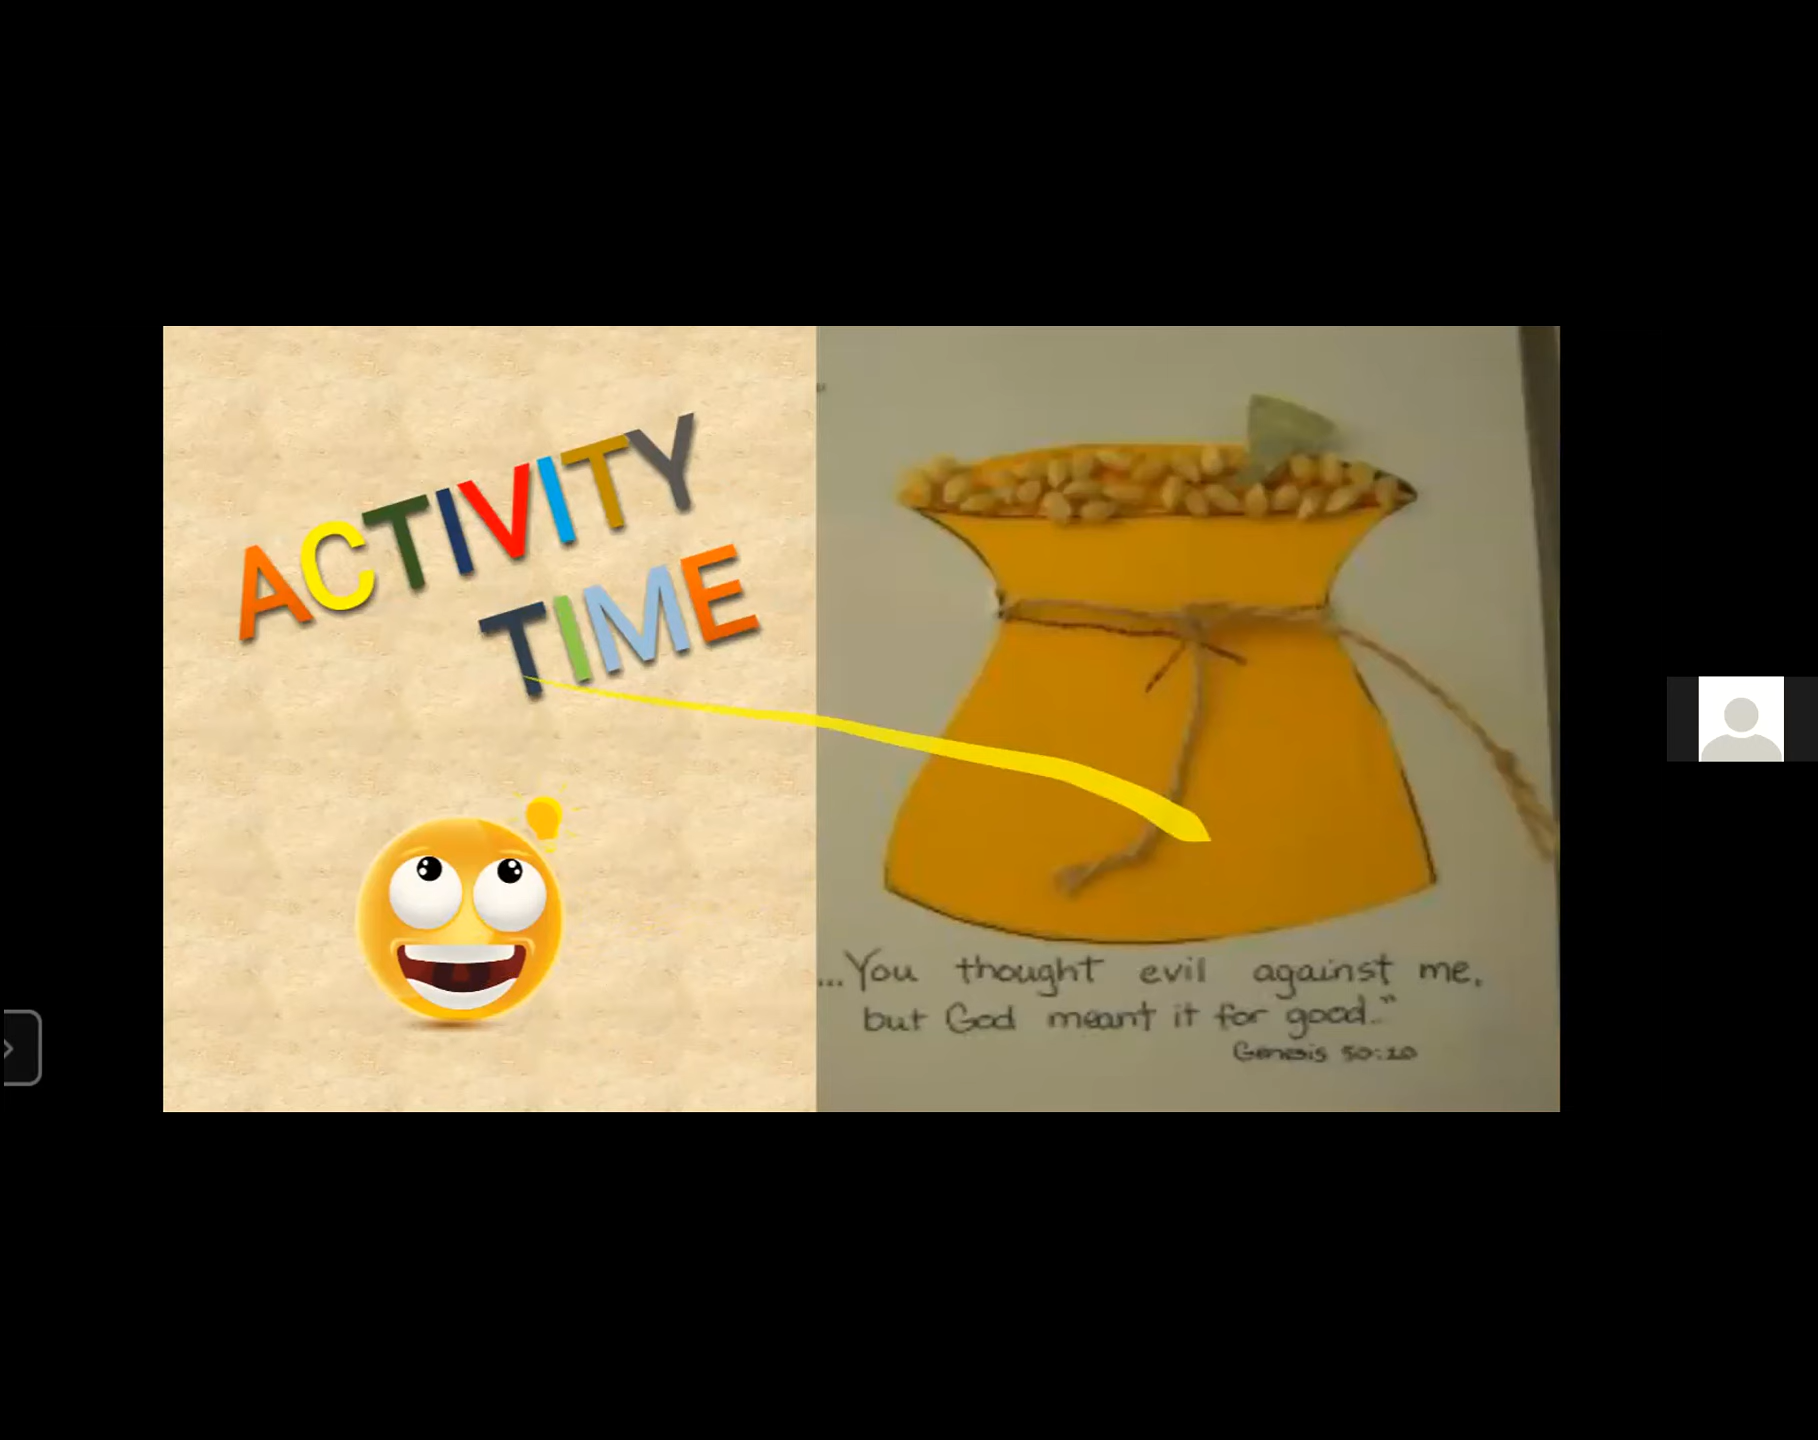 ACTIVITY
TIME
...You thought evil against me,
but God meant it for good."
Genesis 50:20